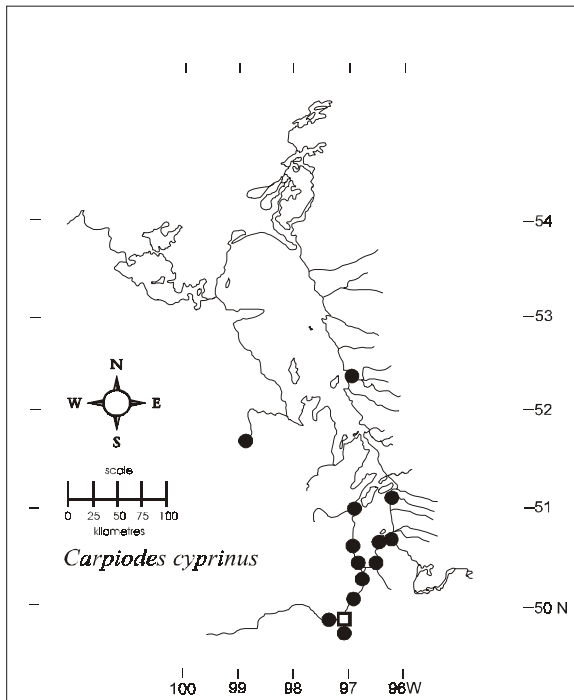 54
53
N
W E
S
52
scale
51
0 25 50 75 100
kilometres
Carpiodes cyprinus
50 N
100 99 98 97 96W